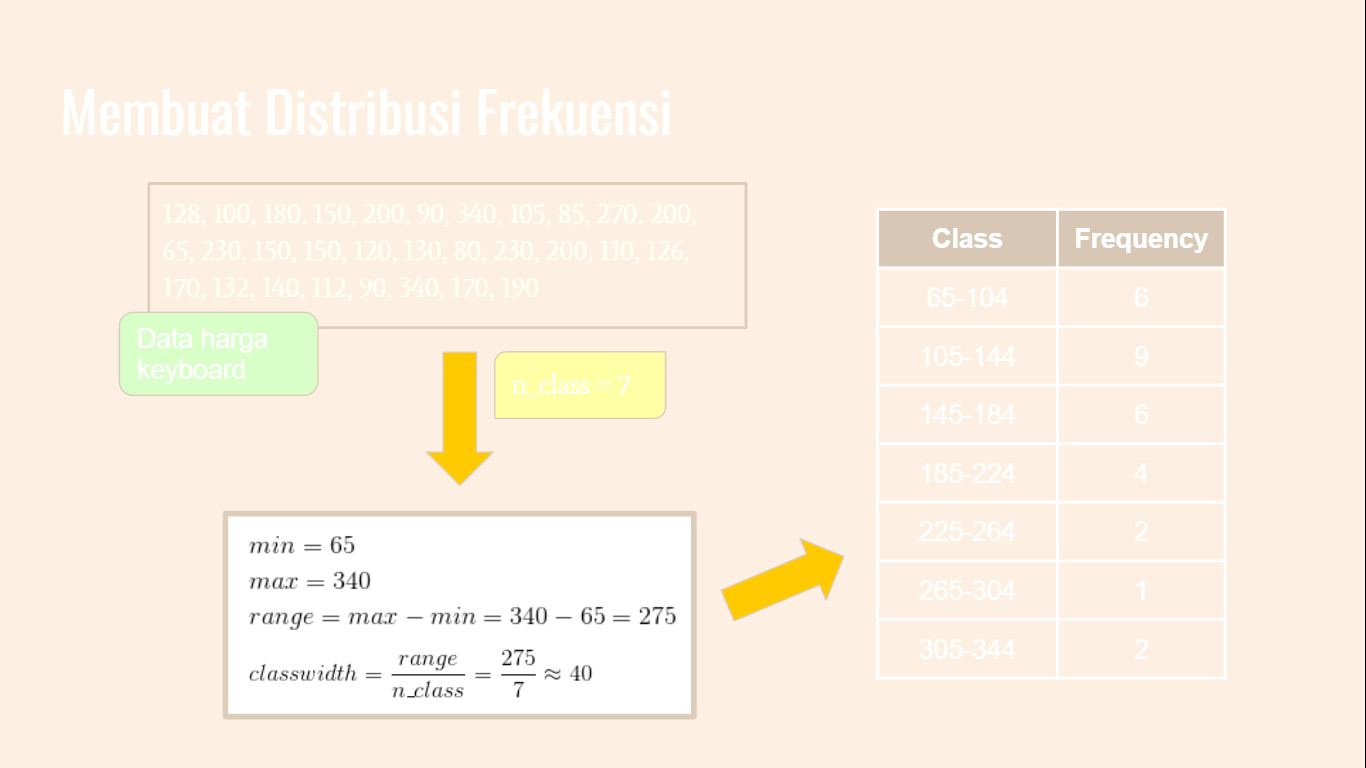 Membuat Distribusi Frekuensi
128, 100, 180, 150, 200, 90, 340, 105, 85, 270, 200,
65, 230, 150, 150, 120, 130, 80, 230, 200, 110, 126,
170, 132, 140, 112, 90, 340, 170, 190
Data harga
keyboard
n_class = 7
min = 65
max = 340
range = max − min = 340 − 65 = 275
classwidth = range/n_class = 275/7 ≈ 40
Class Frequency
65-104 6
105-144 9
145-184 6
185-224 4
225-264 2
265-304 1
305-344 2